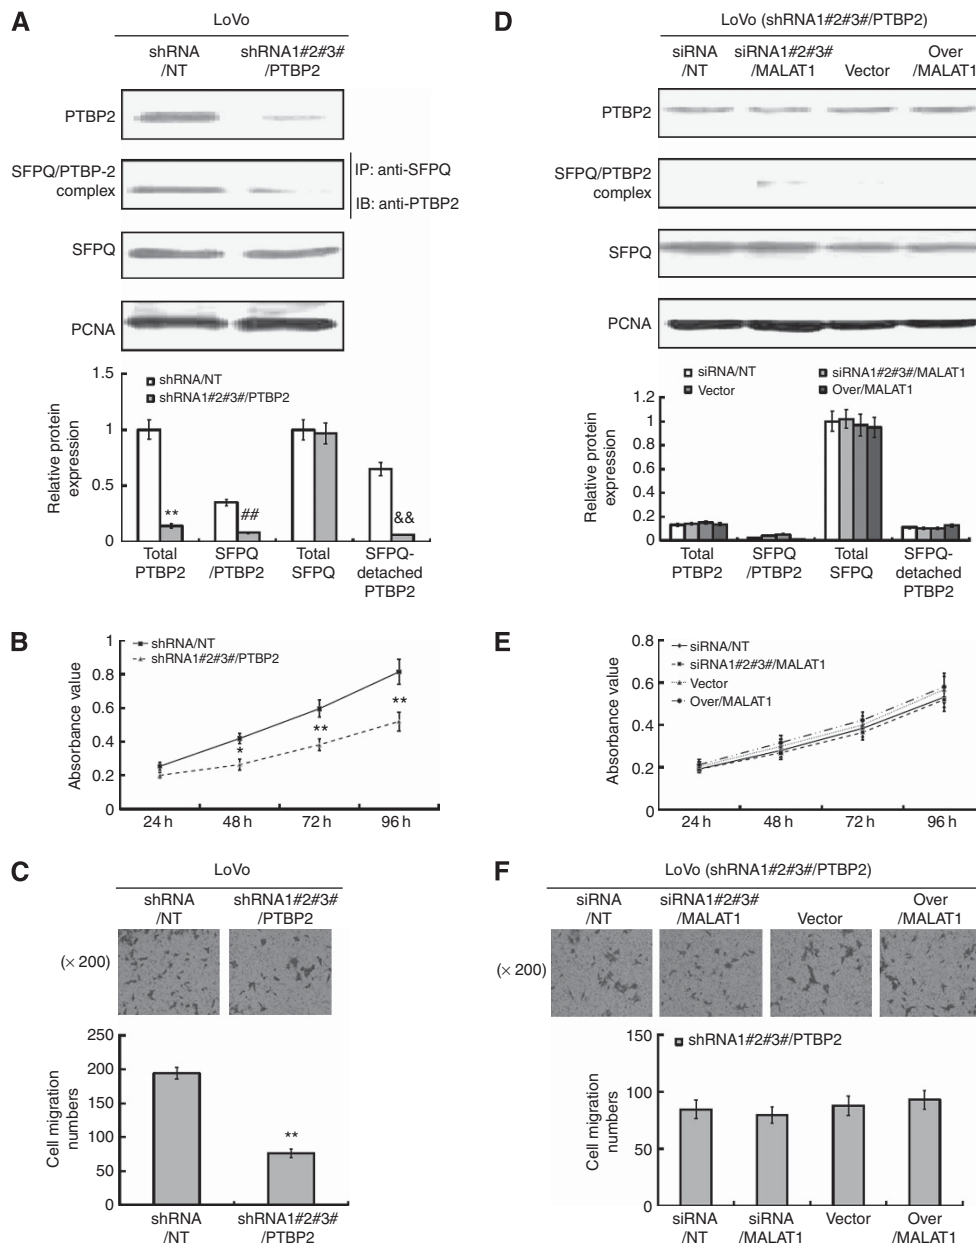 A
LoVo
shRNA
/NT
shRNA1#2#3#
/PTBP2
PTBP2
SFPQ/PTBP-2
complex
IP: anti-SFPQ
IB: anti-PTBP2
SFPQ
PCNA
Relative protein
expression
1.5
1
0.5
0
shRNA/NT
shRNA1#2#3#/PTBP2
**
##
&&
Total
PTBP2
SFPQ
/PTBP2
Total
SFPQ
SFPQ-
detached
PTBP2
B
Absorbance value
1
0.8
0.6
0.4
0.2
0
shRNA/NT
shRNA1#2#3#/PTBP2
*
**
**
24 h
48 h
72 h
96 h
C
LoVo
shRNA
/NT
shRNA1#2#3#
/PTBP2
(× 200)
Cell migration
numbers
250
200
150
100
50
0
**
shRNA
/NT
shRNA1#2#3#
/PTBP2
D
LoVo (shRNA1#2#3#/PTBP2)
siRNA
/NT
siRNA1#2#3#
/MALAT1
Vector
Over
/MALAT1
PTBP2
SFPQ/PTBP2
complex
SFPQ
PCNA
siRNA/NT
siRNA1#2#3#/MALAT1
Vector
Over/MALAT1
Relative protein
expression
1.2
1
0.8
0.6
0.4
0.2
0
Total
PTBP2
SFPQ
/PTBP2
Total
SFPQ
SFPQ-
detached
PTBP2
E
Absorbance value
0.8
0.6
0.4
0.2
0
siRNA/NT
siRNA1#2#3#/MALAT1
Vector
Over/MALAT1
24 h
48 h
72 h
96 h
F
LoVo (shRNA1#2#3#/PTBP2)
siRNA
/NT
siRNA1#2#3#
/MALAT1
Vector
Over
/MALAT1
(× 200)
Cell migration
numbers
150
100
50
0
shRNA1#2#3#/PTBP2
siRNA
/NT
siRNA
/MALAT1
Vector
Over
/MALAT1